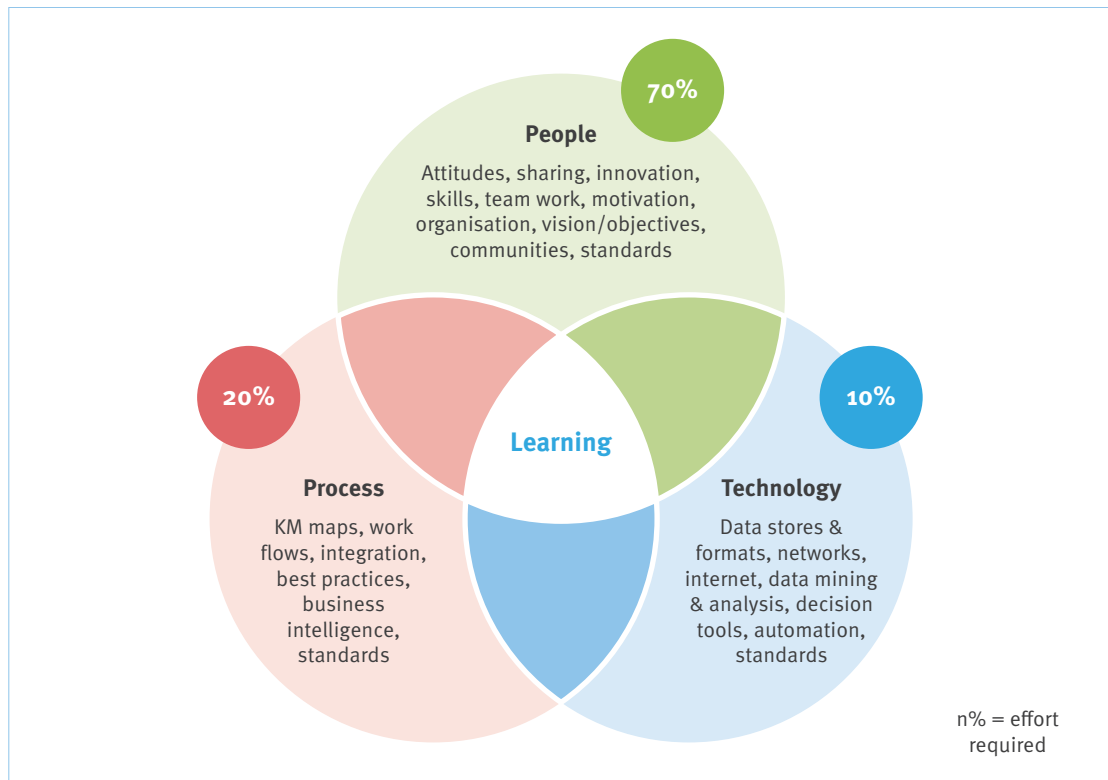 70%
People
Attitudes, sharing, innovation,
skills, team work, motivation,
organisation, vision/objectives,
communities, standards
20%
10%
Learning
Process
KM maps, work
flows, integration,
best practices,
business
intelligence,
standards
Technology
Data stores &
formats, networks,
internet, data mining
& analysis, decision
tools, automation,
standards
n% = effort
required